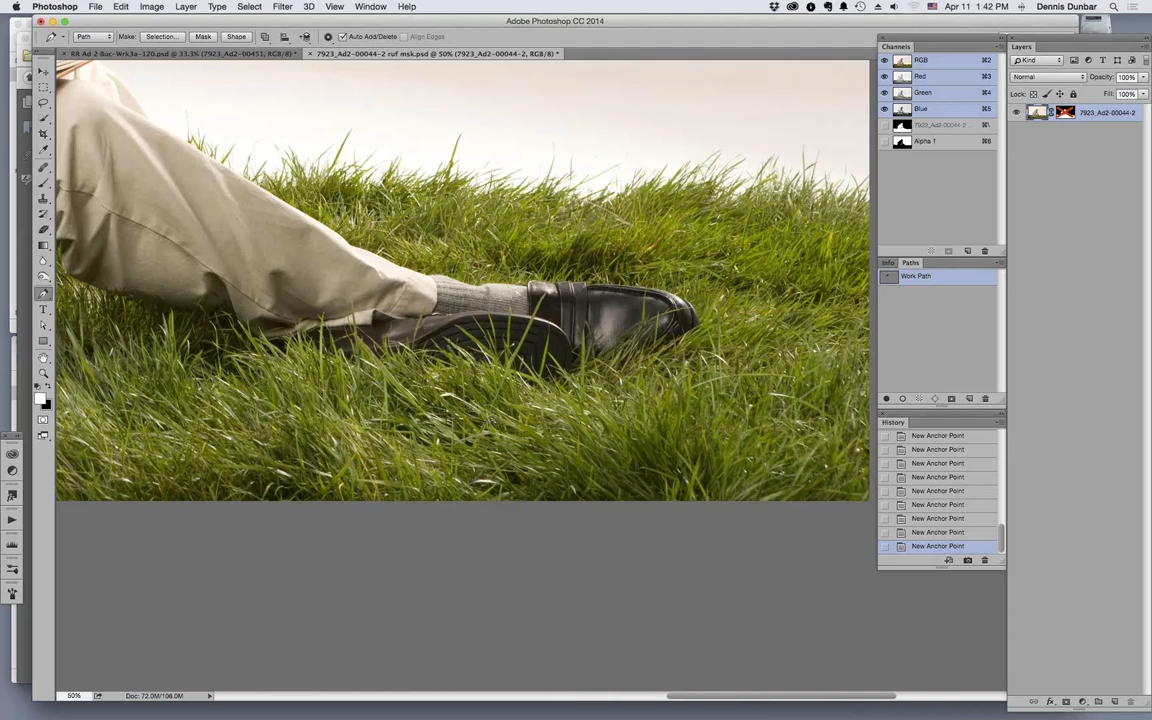 Photoshop File Edit Image Layer Type Select Filter 3D View Window Help Apr 11 1:42 PM Dennis Dunbar
Adobe Photoshop CC 2014
Path Make: Selection... Mask Shape Auto Add/Delete Align Edges
× RR Ad 2 Buc-Wrk3a-120.psd @ 33.3% (7923_Ad2-00451, RGB/8) *
× 7923_Ad2-00044-2 ruf msk.psd @ 50% (7923_Ad2-00044-2, RGB/8) *
Channels
RGB ⌘2
Red ⌘3
Green ⌘4
Blue ⌘5
7923_Ad2-00044-2 ... ⌘\
Alpha 1 ⌘6
Info Paths
Work Path
History
New Anchor Point
New Anchor Point
New Anchor Point
New Anchor Point
New Anchor Point
New Anchor Point
New Anchor Point
New Anchor Point
New Anchor Point
Layers
Kind
Normal Opacity: 100%
Lock: Fill: 100%
7923_Ad2-00044-2
50% Doc: 72.0M/106.0M